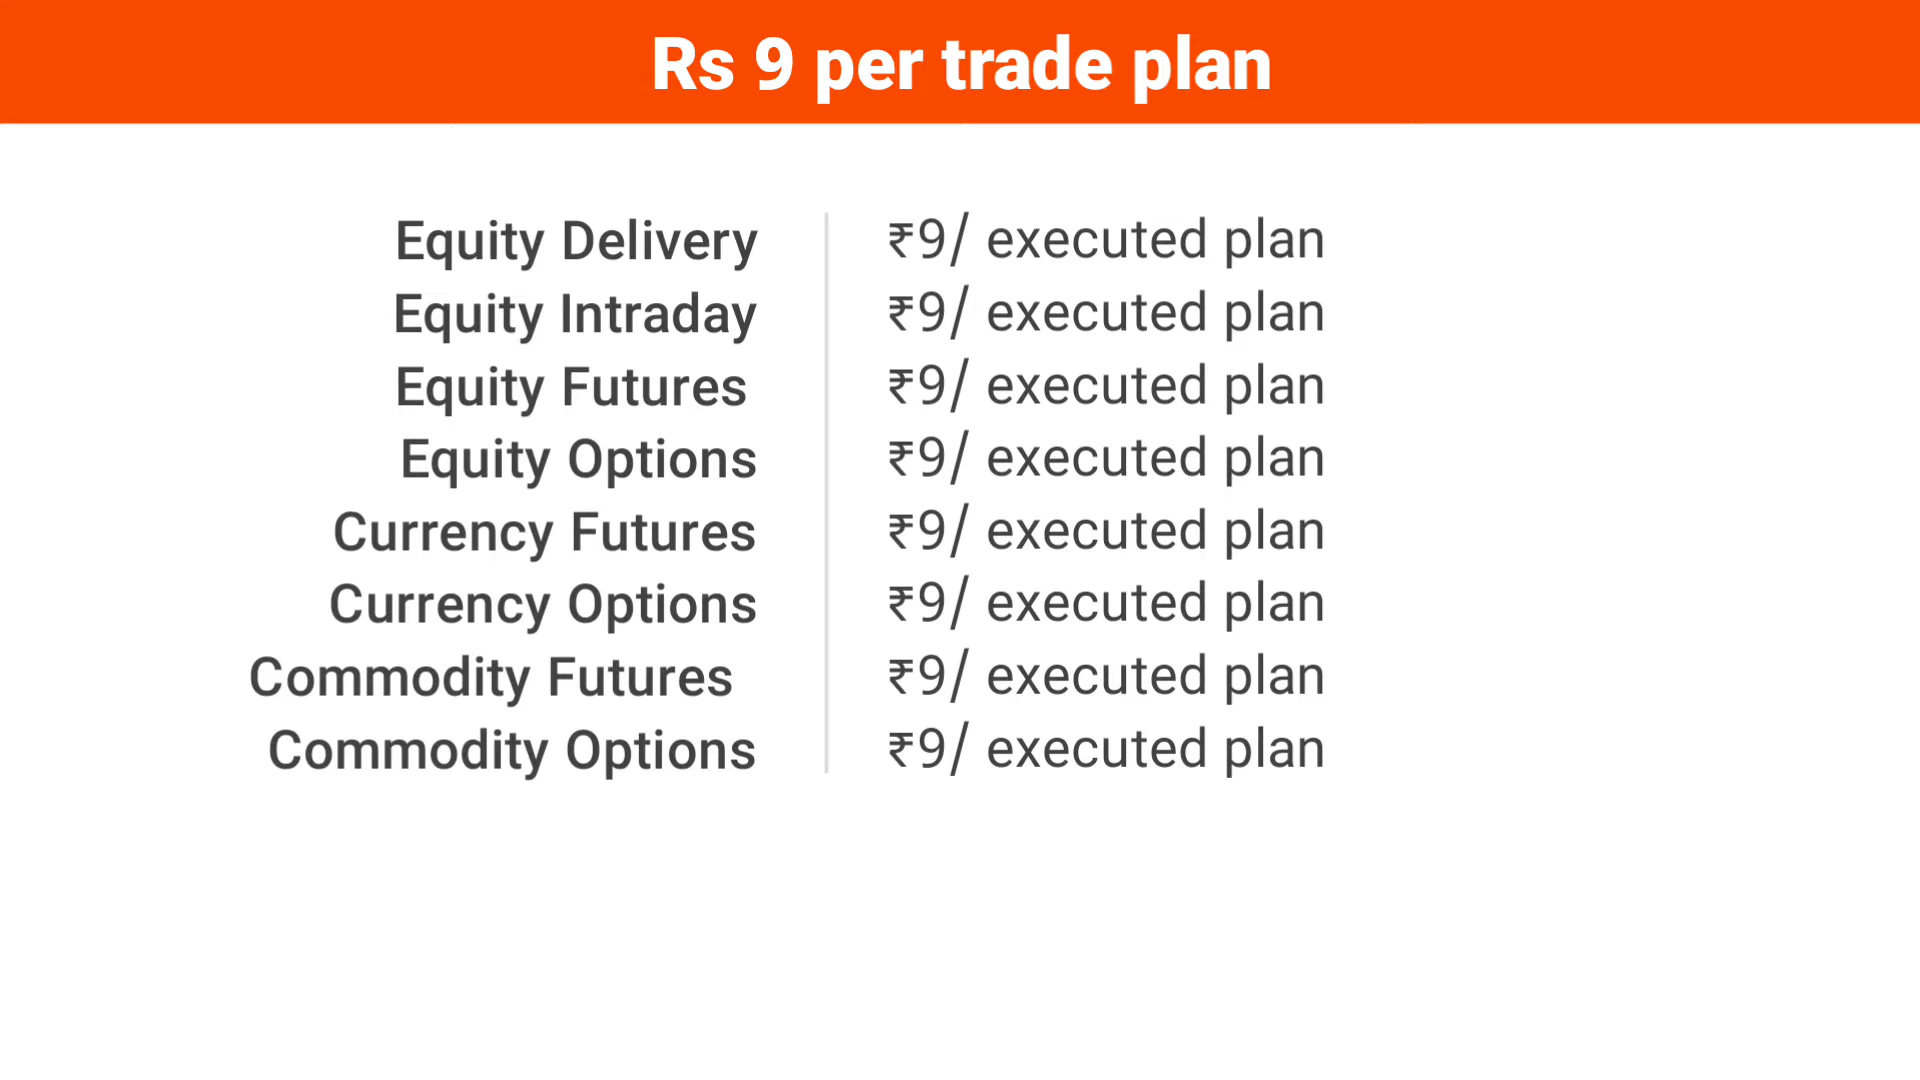 Rs 9 per trade plan
Equity Delivery ₹9/ executed plan
Equity Intraday ₹9/ executed plan
Equity Futures ₹9/ executed plan
Equity Options ₹9/ executed plan
Currency Futures ₹9/ executed plan
Currency Options ₹9/ executed plan
Commodity Futures ₹9/ executed plan
Commodity Options ₹9/ executed plan